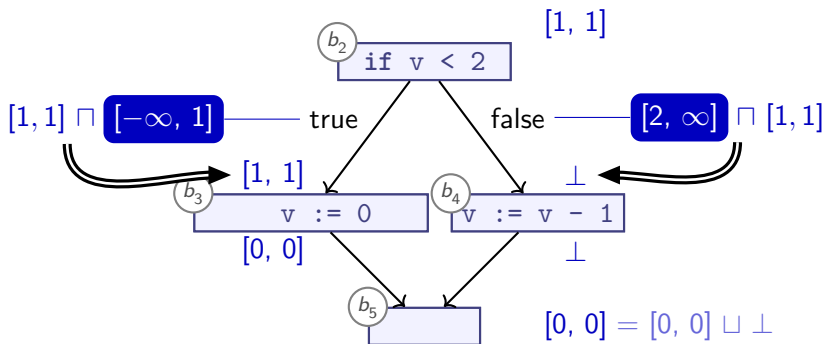 [1, 1]
b2
if v < 2
[1, 1] ⊓ [−∞, 1] true false [2, ∞] ⊓ [1, 1]
[1, 1] ⊥
b3 b4
v := 0 v := v - 1
[0, 0] ⊥
b5
[0, 0] = [0, 0] ⊔ ⊥